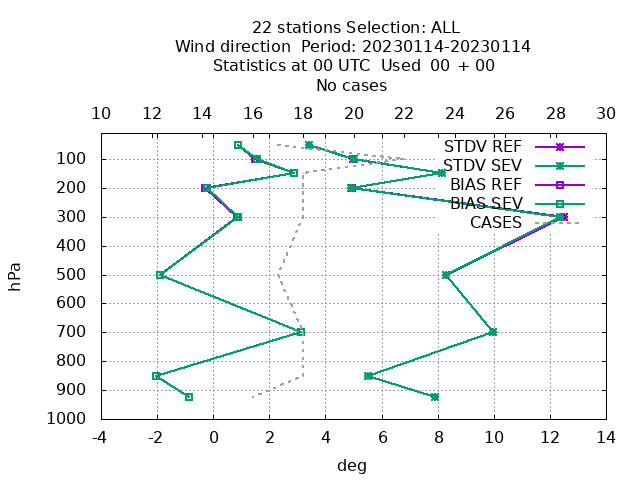 22 stations Selection: ALL
Wind direction  Period: 20230114-20230114
Statistics at 00 UTC  Used  00 + 00
No cases
10 12 14 16 18 20 22 24 26 28 30
STDV REF
STDV SEV
BIAS REF
BIAS SEV
CASES
100
200
300
400
500
600
700
800
900
1000
hPa
-4 -2 0 2 4 6 8 10 12 14
deg